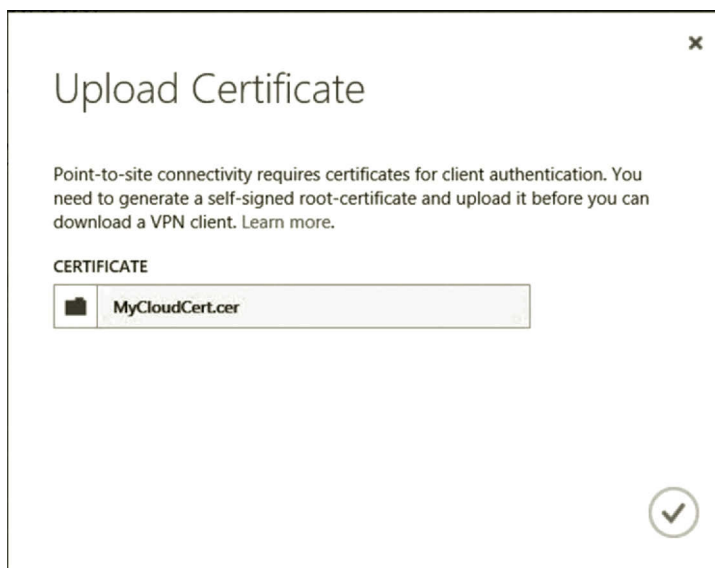 Upload Certificate
Point-to-site connectivity requires certificates for client authentication. You
need to generate a self-signed root-certificate and upload it before you can
download a VPN client. Learn more.
CERTIFICATE
MyCloudCert.cer